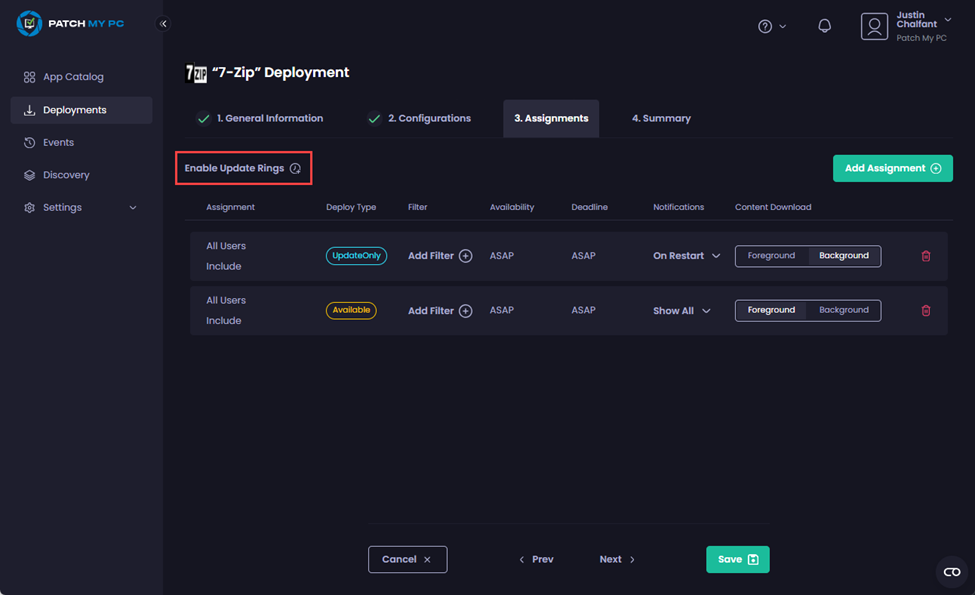 PATCH MY PC
Justin
Chalfant
Patch My PC
App Catalog
Deployments
Events
Discovery
Settings
7ZIP "7-Zip" Deployment
1. General Information
2. Configurations
3. Assignments
4. Summary
Enable Update Rings
Add Assignment
Assignment Deploy Type Filter Availability Deadline Notifications Content Download
All Users
Include
UpdateOnly Add Filter ASAP ASAP On Restart Foreground Background
All Users
Include
Available Add Filter ASAP ASAP Show All Foreground Background
Cancel Prev Next Save